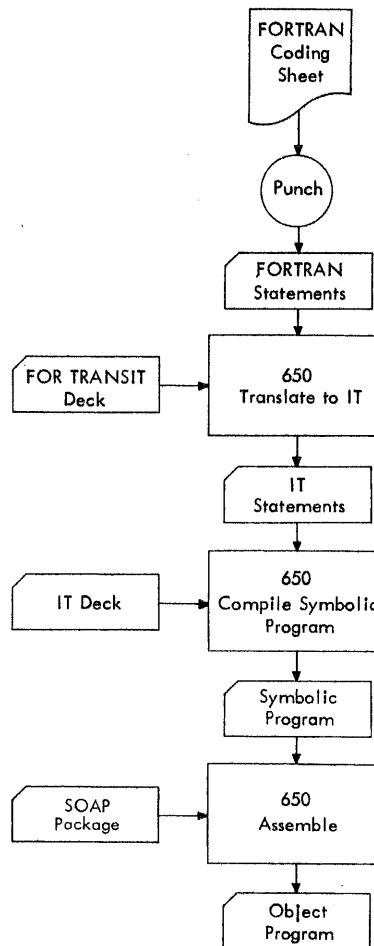 FORTRAN
Coding
Sheet
Punch
FORTRAN
Statements
FOR TRANSIT
Deck
650
Translate to IT
IT
Statements
IT Deck
650
Compile Symbolic
Program
Symbolic
Program
SOAP
Package
650
Assemble
Object
Program